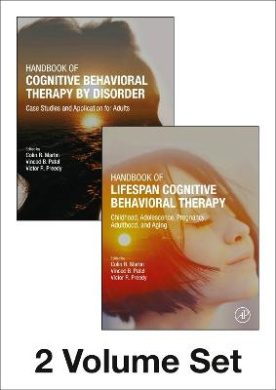 HANDBOOK OF
COGNITIVE BEHAVIORAL
THERAPY BY DISORDER
Case Studies and Application for Adults
Edited by
Colin R. Martin
Vinood B. Patel
Victor R. Preedy
HANDBOOK OF
LIFESPAN COGNITIVE
BEHAVIORAL THERAPY
Childhood, Adolescence, Pregnancy,
Adulthood, and Aging
Edited by
Colin R. Martin
Vinood B. Patel
Victor R. Preedy
2 Volume Set